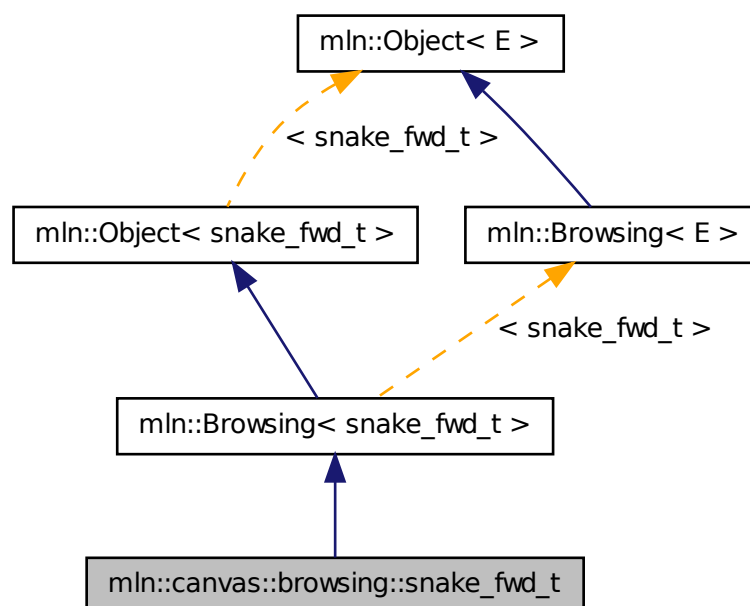 mln::Object< E >
< snake_fwd_t >
mln::Object< snake_fwd_t >
mln::Browsing< E >
< snake_fwd_t >
mln::Browsing< snake_fwd_t >
mln::canvas::browsing::snake_fwd_t